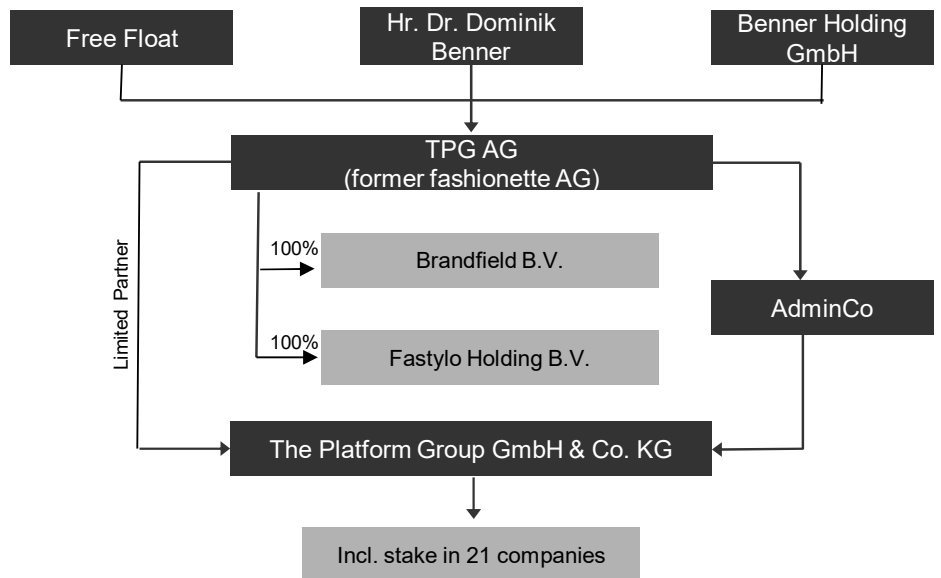 Free Float
Hr. Dr. Dominik
Benner
Benner Holding
GmbH
TPG AG
(former fashionette AG)
Limited Partner
100%
Brandfield B.V.
AdminCo
100%
Fastylo Holding B.V.
The Platform Group GmbH & Co. KG
Incl. stake in 21 companies